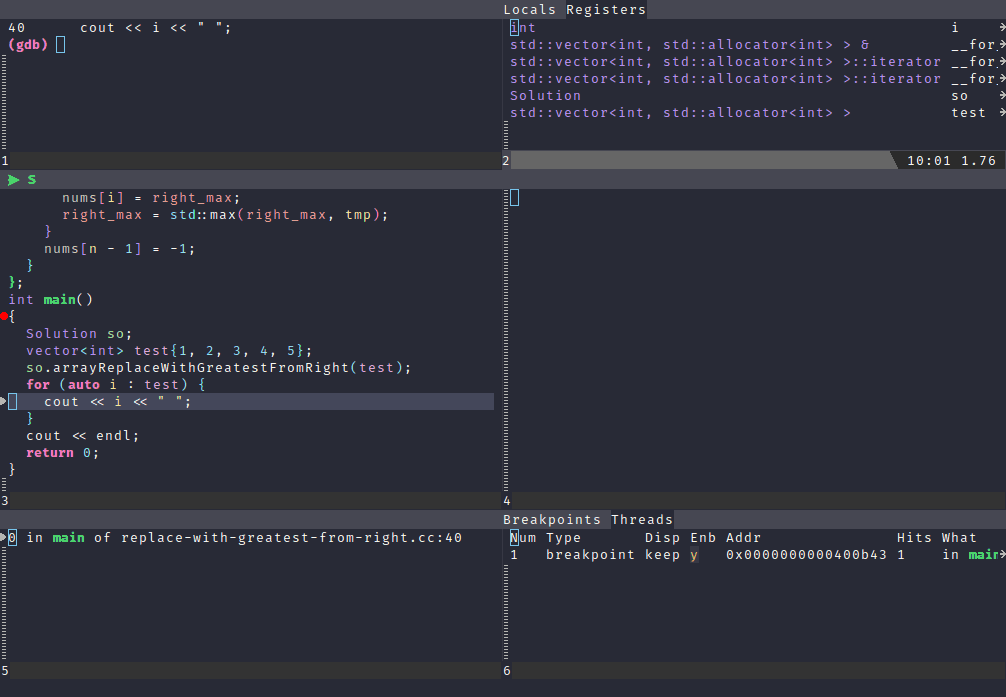 40      cout << i << " ";
(gdb)
1
Locals Registers
int i
std::vector<int, std::allocator<int> > & __for.
std::vector<int, std::allocator<int> >::iterator __for.
std::vector<int, std::allocator<int> >::iterator __for.
Solution so
std::vector<int, std::allocator<int> > test
2
10:01 1.76
S
nums[i] = right_max;
right_max = std::max(right_max, tmp);
}
nums[n - 1] = -1;
}
};
int main()
{
Solution so;
vector<int> test{1, 2, 3, 4, 5};
so.arrayReplaceWithGreatestFromRight(test);
for (auto i : test) {
cout << i << " ";
}
cout << endl;
return 0;
}
3
4
0 in main of replace-with-greatest-from-right.cc:40
5
Breakpoints Threads
Num Type Disp Enb Addr Hits What
1 breakpoint keep y 0x0000000000400b43 1 in main
6